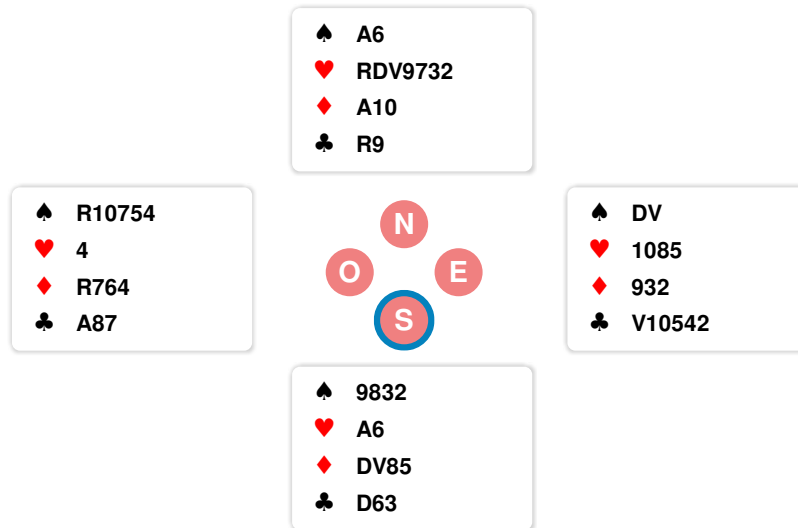 ♠ A6
♥ RDV9732
♦ A10
♣ R9
♠ R10754
♥ 4
♦ R764
♣ A87
N
O E
S
♠ DV
♥ 1085
♦ 932
♣ V10542
♠ 9832
♥ A6
♦ DV85
♣ D63